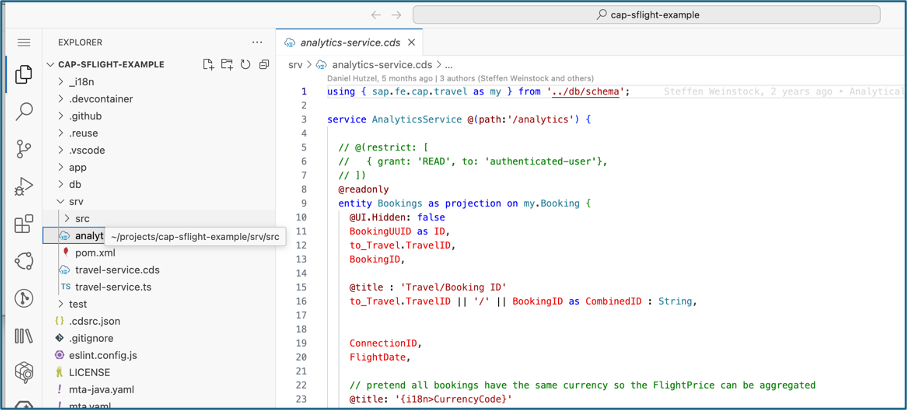 cap-sflight-example
EXPLORER
CAP-SFLIGHT-EXAMPLE
_i18n
.devcontainer
.github
.reuse
.vscode
app
db
srv
src
analyt
~/projects/cap-sflight-example/srv/src
pom.xml
travel-service.cds
TS travel-service.ts
test
{} .cdsrc.json
.gitignore
eslint.config.js
LICENSE
mta-java.yaml
mta.yaml
analytics-service.cds
srv > analytics-service.cds > ...
Daniel Hutzel, 5 months ago | 3 authors (Steffen Weinstock and others)
1 using { sap.fe.cap.travel as my } from '../db/schema'; Steffen Weinstock, 2 years ago • Analytical
2
3 service AnalyticsService @(path:'/analytics') {
4
5 // @(restrict: [
6 // { grant: 'READ', to: 'authenticated-user'},
7 // ])
8 @readonly
9 entity Bookings as projection on my.Booking {
10 @UI.Hidden: false
11 BookingUUID as ID,
12 to_Travel.TravelID,
13 BookingID,
14
15 @title : 'Travel/Booking ID'
16 to_Travel.TravelID || '/' || BookingID as CombinedID : String,
17
18
19 ConnectionID,
20 FlightDate,
21
22 // pretend all bookings have the same currency so the FlightPrice can be aggregated
23 @title: '{i18n>CurrencyCode}'